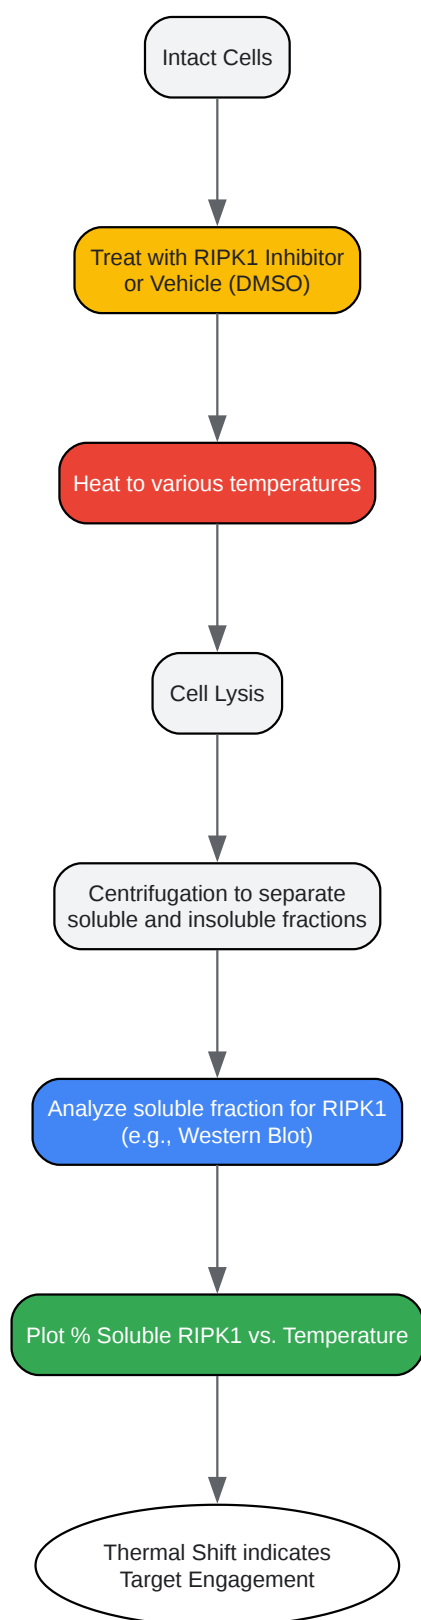 Intact Cells
Treat with RIPK1 Inhibitor
or Vehicle (DMSO)
Heat to various temperatures
Cell Lysis
Centrifugation to separate
soluble and insoluble fractions
Analyze soluble fraction for RIPK1
(e.g., Western Blot)
Plot % Soluble RIPK1 vs. Temperature
Thermal Shift indicates
Target Engagement